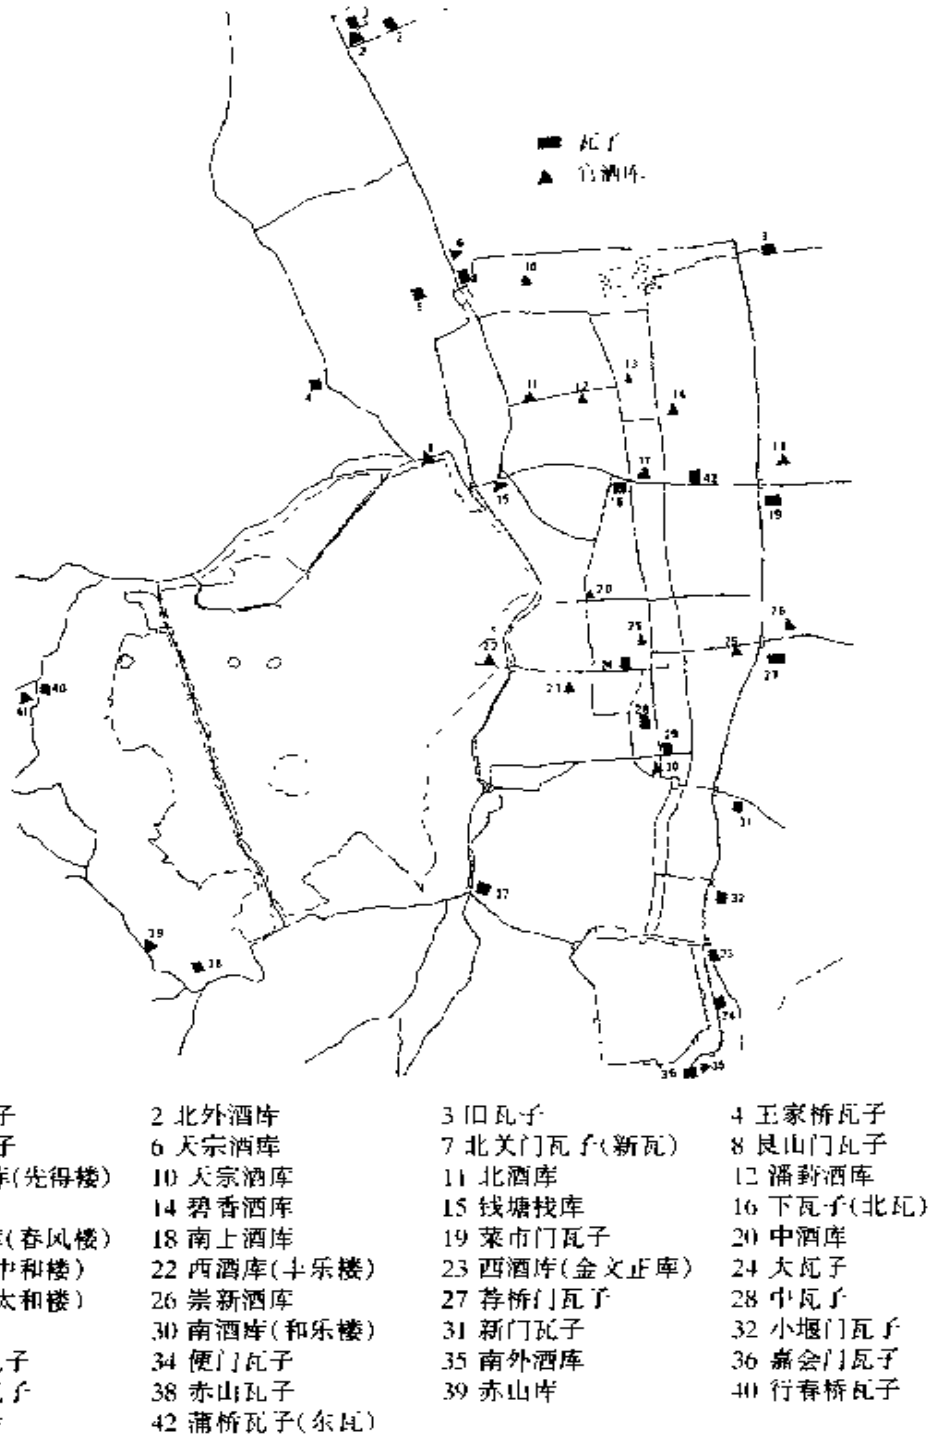 瓦子
官酒库
子 2 北外酒库 3 旧瓦子 4 王家桥瓦子
子 6 天宗酒库 7 北关门瓦子(新瓦) 8 艮山门瓦子
库(先得楼) 10 天宗酒库 11 北酒库 12 潘葑酒库
14 碧香酒库 15 钱塘栈库 16 下瓦子(北瓦)
(春风楼) 18 南上酒库 19 菜市门瓦子 20 中酒库
中和楼) 22 西酒库(丰乐楼) 23 西酒库(金文正库) 24 大瓦子
太和楼) 26 崇新酒库 27 荐桥门瓦子 28 中瓦子
30 南酒库(和乐楼) 31 新门瓦子 32 小堰门瓦子
子 34 便门瓦子 35 南外酒库 36 嘉会门瓦子
子 38 赤山瓦子 39 赤山库 40 行春桥瓦子
42 蒲桥瓦子(东瓦)